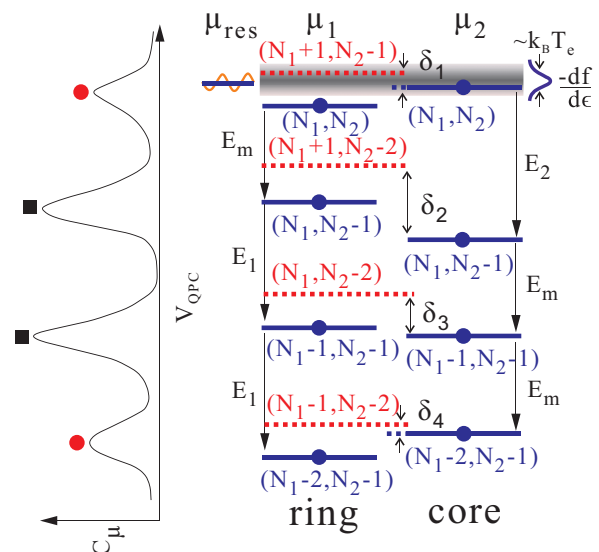 μres μ1 μ2
~kBTe
(N1+1,N2-1)
δ1
-df
dϵ
(N1,N2)
(N1,N2)
Em
(N1+1,N2-2)
E2
δ2
(N1,N2-1)
(N1,N2-1)
E1
VQPC
(N1,N2-2)
δ3
Em
(N1-1,N2-1)
(N1-1,N2-1)
E1
(N1-1,N2-2)
δ4
Em
(N1-2,N2-1)
(N1-2,N2-1)
Cμ
ring core